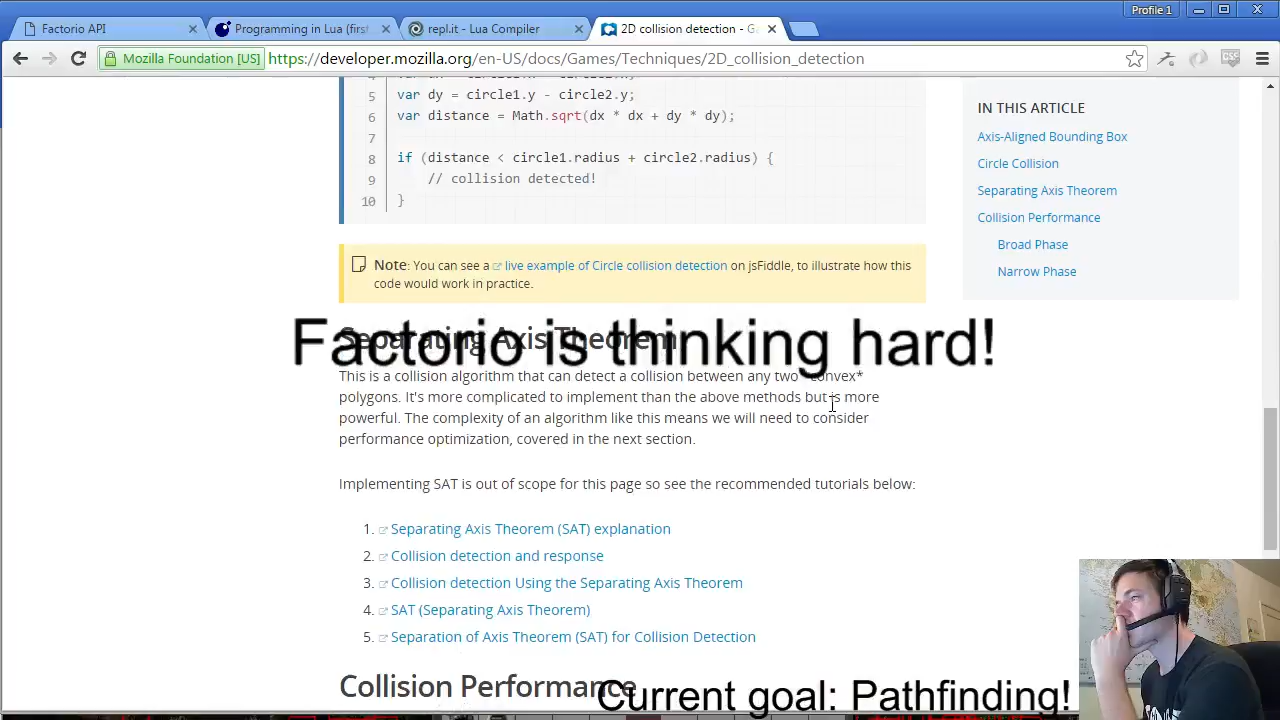 Profile 1
Factorio API
Programming in Lua (first
repl.it - Lua Compiler
2D collision detection - Ga
Mozilla Foundation [US]
https://developer.mozilla.org/en-US/docs/Games/Techniques/2D_collision_detection
5 var dy = circle1.y - circle2.y;
6 var distance = Math.sqrt(dx * dx + dy * dy);
7
8 if (distance < circle1.radius + circle2.radius) {
9 // collision detected!
10 }
IN THIS ARTICLE
Axis-Aligned Bounding Box
Circle Collision
Separating Axis Theorem
Collision Performance
Broad Phase
Narrow Phase
Note: You can see a live example of Circle collision detection on jsFiddle, to illustrate how this
code would work in practice.
Separating Axis Theorem
Factorio is thinking hard!
This is a collision algorithm that can detect a collision between any two *convex*
polygons. It's more complicated to implement than the above methods but is more
powerful. The complexity of an algorithm like this means we will need to consider
performance optimization, covered in the next section.
Implementing SAT is out of scope for this page so see the recommended tutorials below:
1. Separating Axis Theorem (SAT) explanation
2. Collision detection and response
3. Collision detection Using the Separating Axis Theorem
4. SAT (Separating Axis Theorem)
5. Separation of Axis Theorem (SAT) for Collision Detection
Collision Performance
Current goal: Pathfinding!